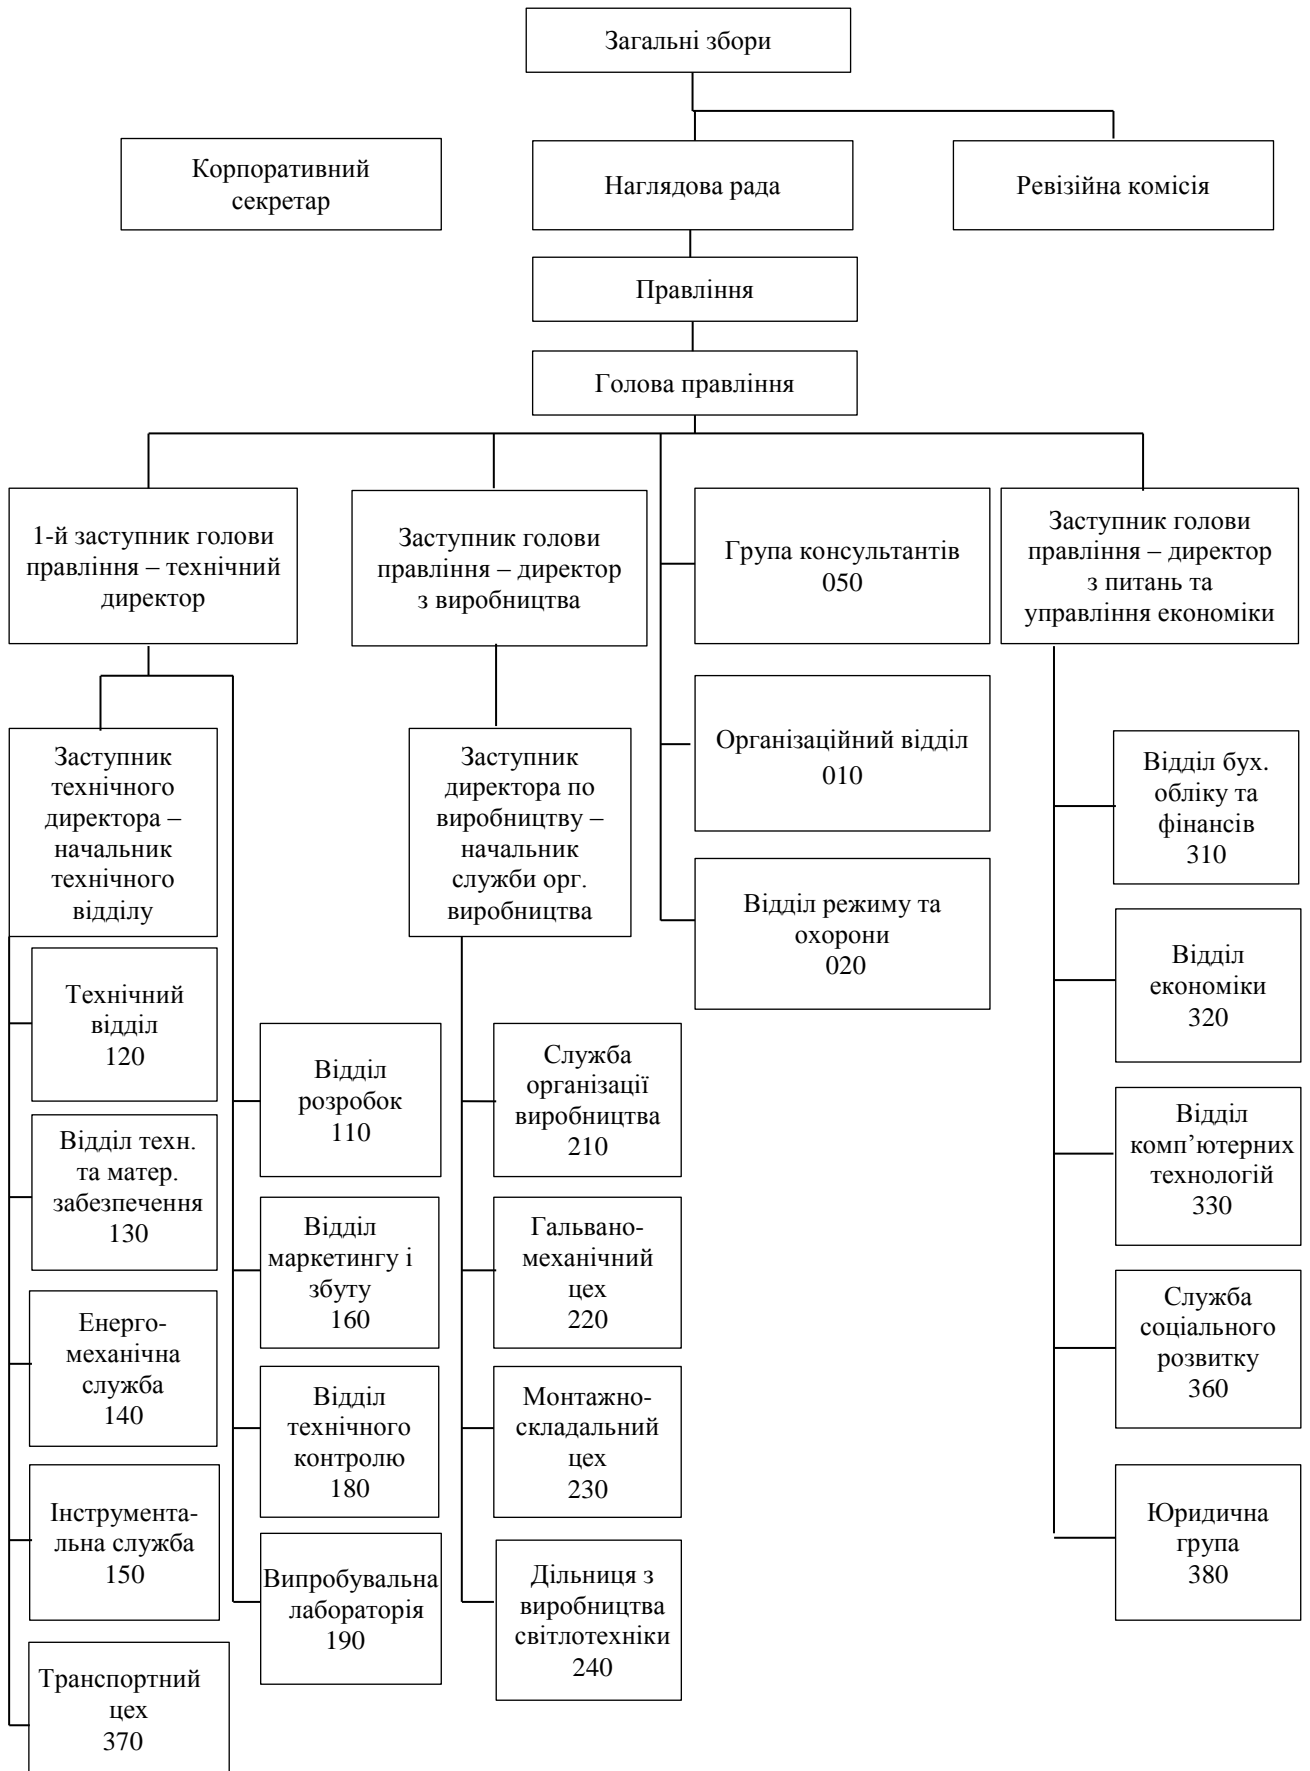 Загальні збори
Корпоративний
секретар
Наглядова рада
Ревізійна комісія
Правління
Голова правління
1-й заступник голови
правління – технічний
директор
Заступник голови
правління – директор
з виробництва
Група консультантів
050
Заступник голови
правління – директор
з питань та
управління економіки
Організаційний відділ
010
Відділ режиму та
охорони
020
Заступник
технічного
директора –
начальник
технічного
відділу
Заступник
директора по
виробництву –
начальник
служби орг.
виробництва
Технічний
відділ
120
Відділ техн.
та матер.
забезпечення
130
Енерго-
механічна
служба
140
Інструмента-
льна служба
150
Транспортний
цех
370
Відділ
розробок
110
Відділ
маркетингу і
збуту
160
Відділ
технічного
контролю
180
Випробувальна
лабораторія
190
Служба
організації
виробництва
210
Гальвано-
механічний
цех
220
Монтажно-
складальний
цех
230
Дільниця з
виробництва
світлотехніки
240
Відділ бух.
обліку та
фінансів
310
Відділ
економіки
320
Відділ
комп’ютерних
технологій
330
Служба
соціального
розвитку
360
Юридична
група
380